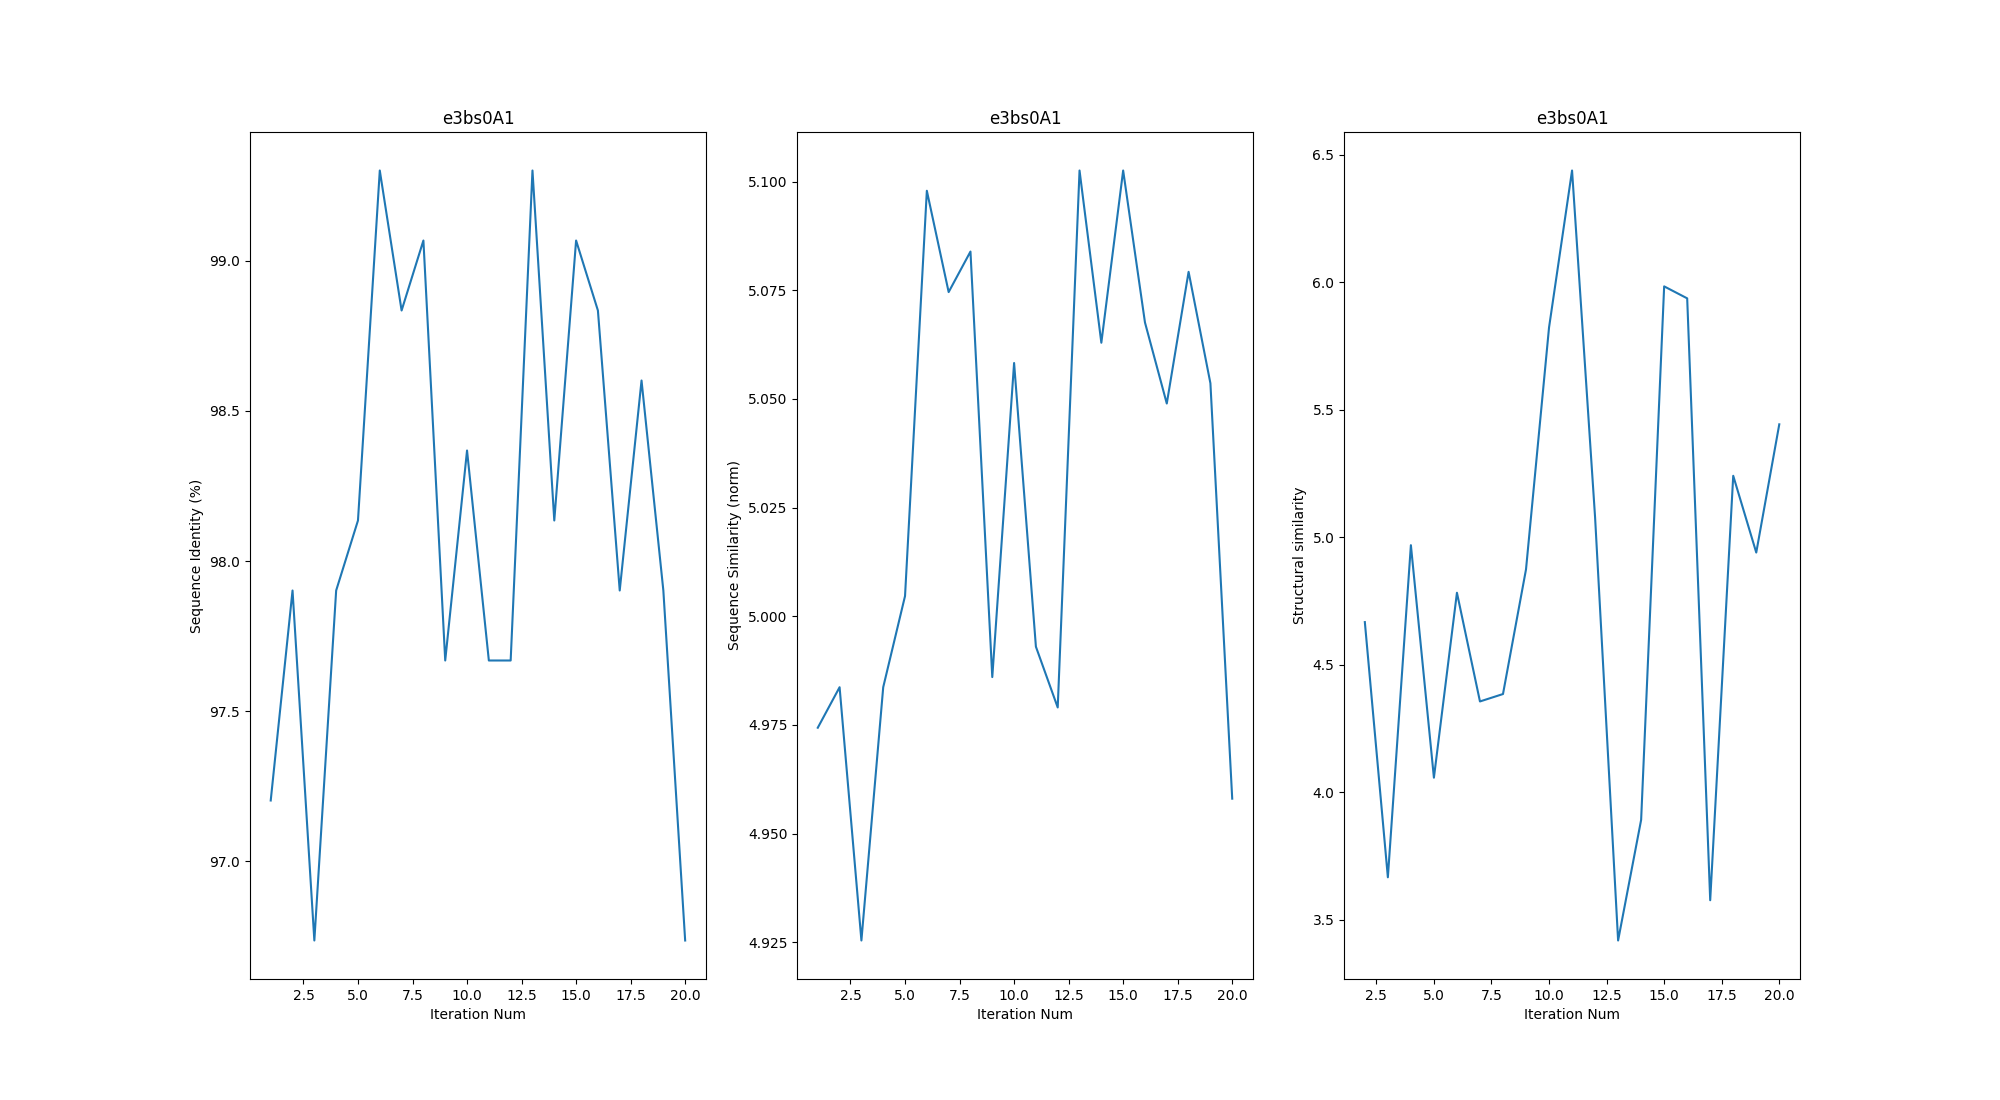 e3bs0A1
Sequence Identity (%)
99.0
98.5
98.0
97.5
97.0
2.5 5.0 7.5 10.0 12.5 15.0 17.5 20.0
Iteration Num
e3bs0A1
Sequence Similarity (norm)
5.100
5.075
5.050
5.025
5.000
4.975
4.950
4.925
2.5 5.0 7.5 10.0 12.5 15.0 17.5 20.0
Iteration Num
e3bs0A1
Structural similarity
6.5
6.0
5.5
5.0
4.5
4.0
3.5
2.5 5.0 7.5 10.0 12.5 15.0 17.5 20.0
Iteration Num